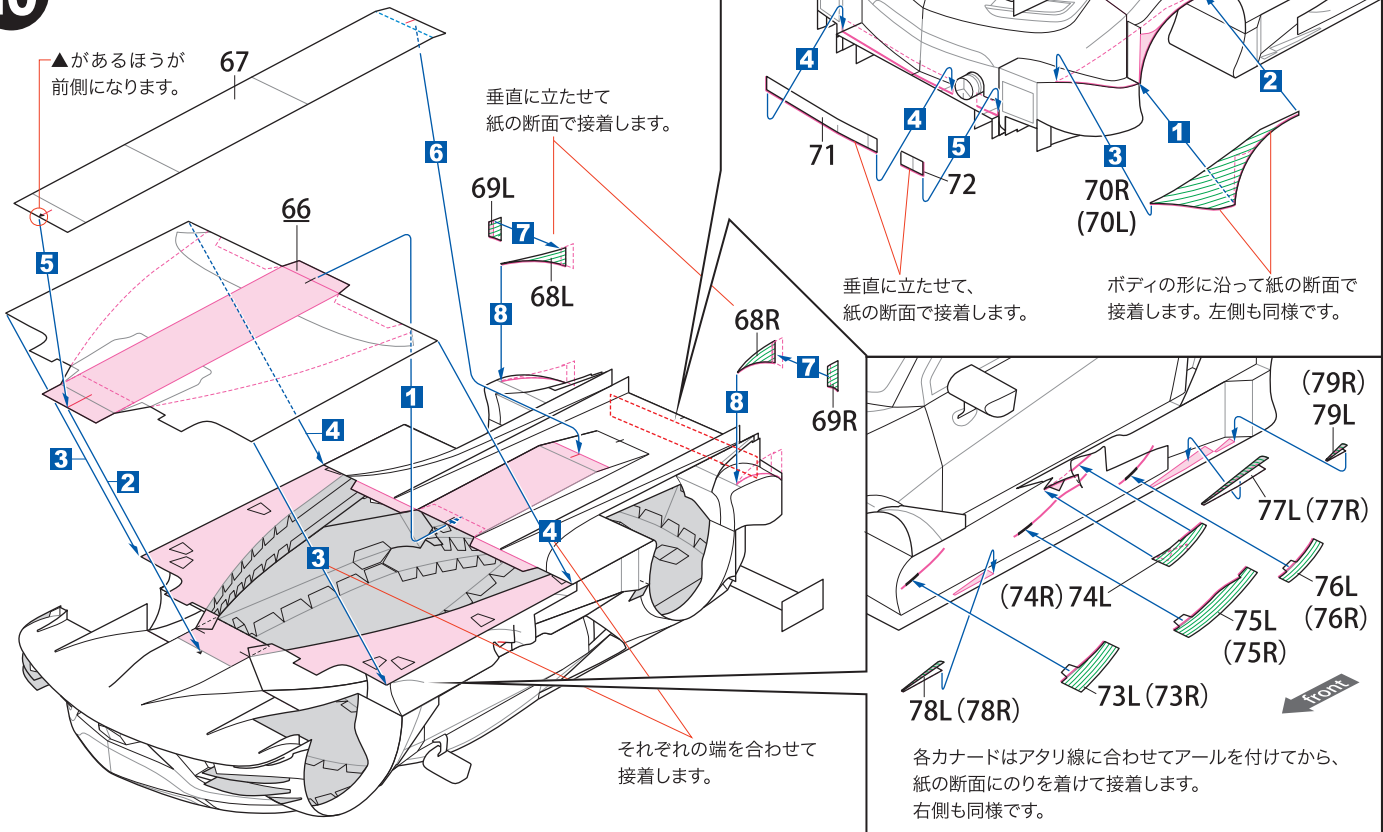 10
▲があるほうが
前側になります。
67
垂直に立たせて
紙の断面で接着します。
6
69L
7
68L
8
66
5
1
4
3
2
3
4
それぞれの端を合わせて
接着します。
68R
7
8
69R
4
4
5
71
72
垂直に立たせて、
紙の断面で接着します。
2
1
3
70R
(70L)
ボディの形に沿って紙の断面で
接着します。左側も同様です。
(79R)
79L
77L (77R)
76L
(76R)
(74R) 74L
75L
(75R)
73L (73R)
78L (78R)
front
各カナードはアタリ線に合わせてアールを付けてから、
紙の断面にのりを着けて接着します。
右側も同様です。